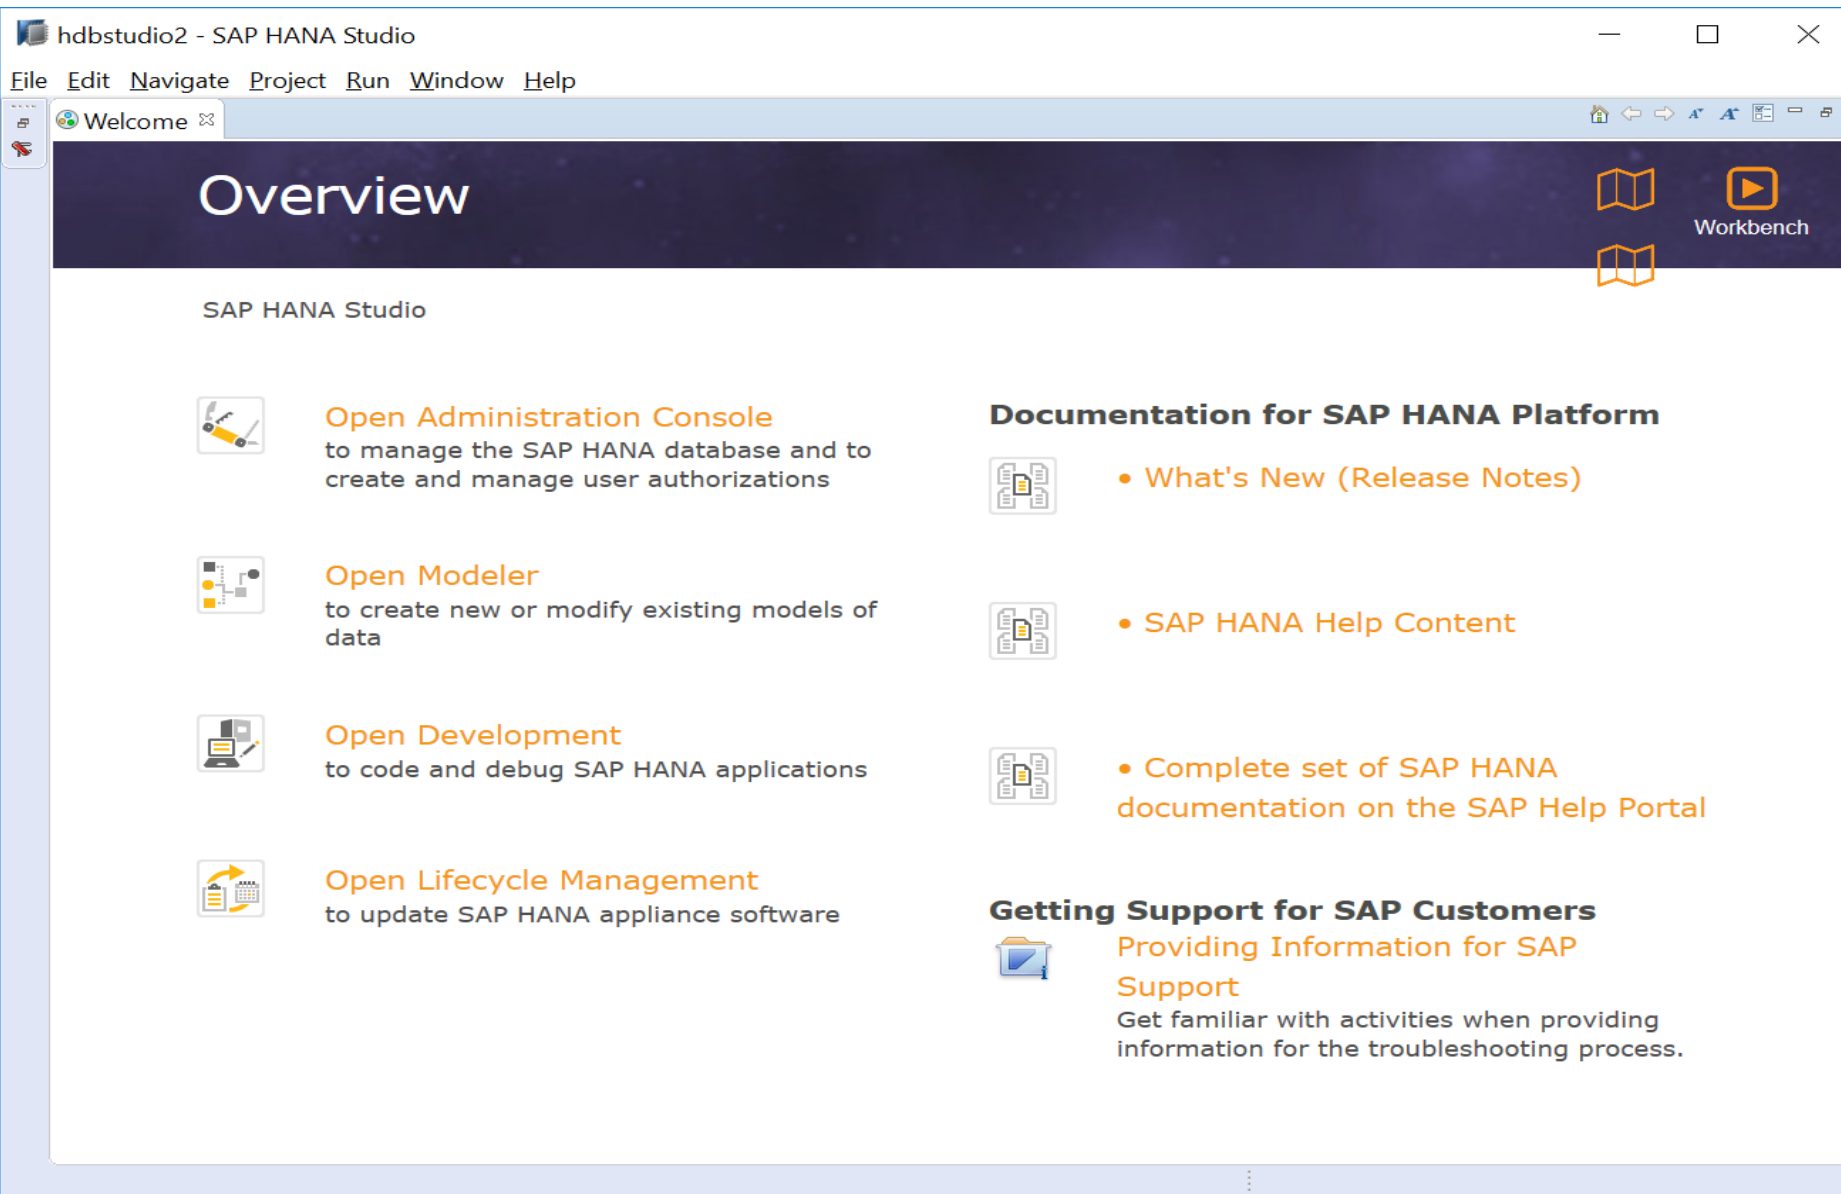 hdbstudio2 - SAP HANA Studio
File Edit Navigate Project Run Window Help
Welcome
Overview
Workbench
SAP HANA Studio
Open Administration Console
to manage the SAP HANA database and to
create and manage user authorizations
Open Modeler
to create new or modify existing models of
data
Open Development
to code and debug SAP HANA applications
Open Lifecycle Management
to update SAP HANA appliance software
Documentation for SAP HANA Platform
• What's New (Release Notes)
• SAP HANA Help Content
• Complete set of SAP HANA
documentation on the SAP Help Portal
Getting Support for SAP Customers
Providing Information for SAP
Support
Get familiar with activities when providing
information for the troubleshooting process.